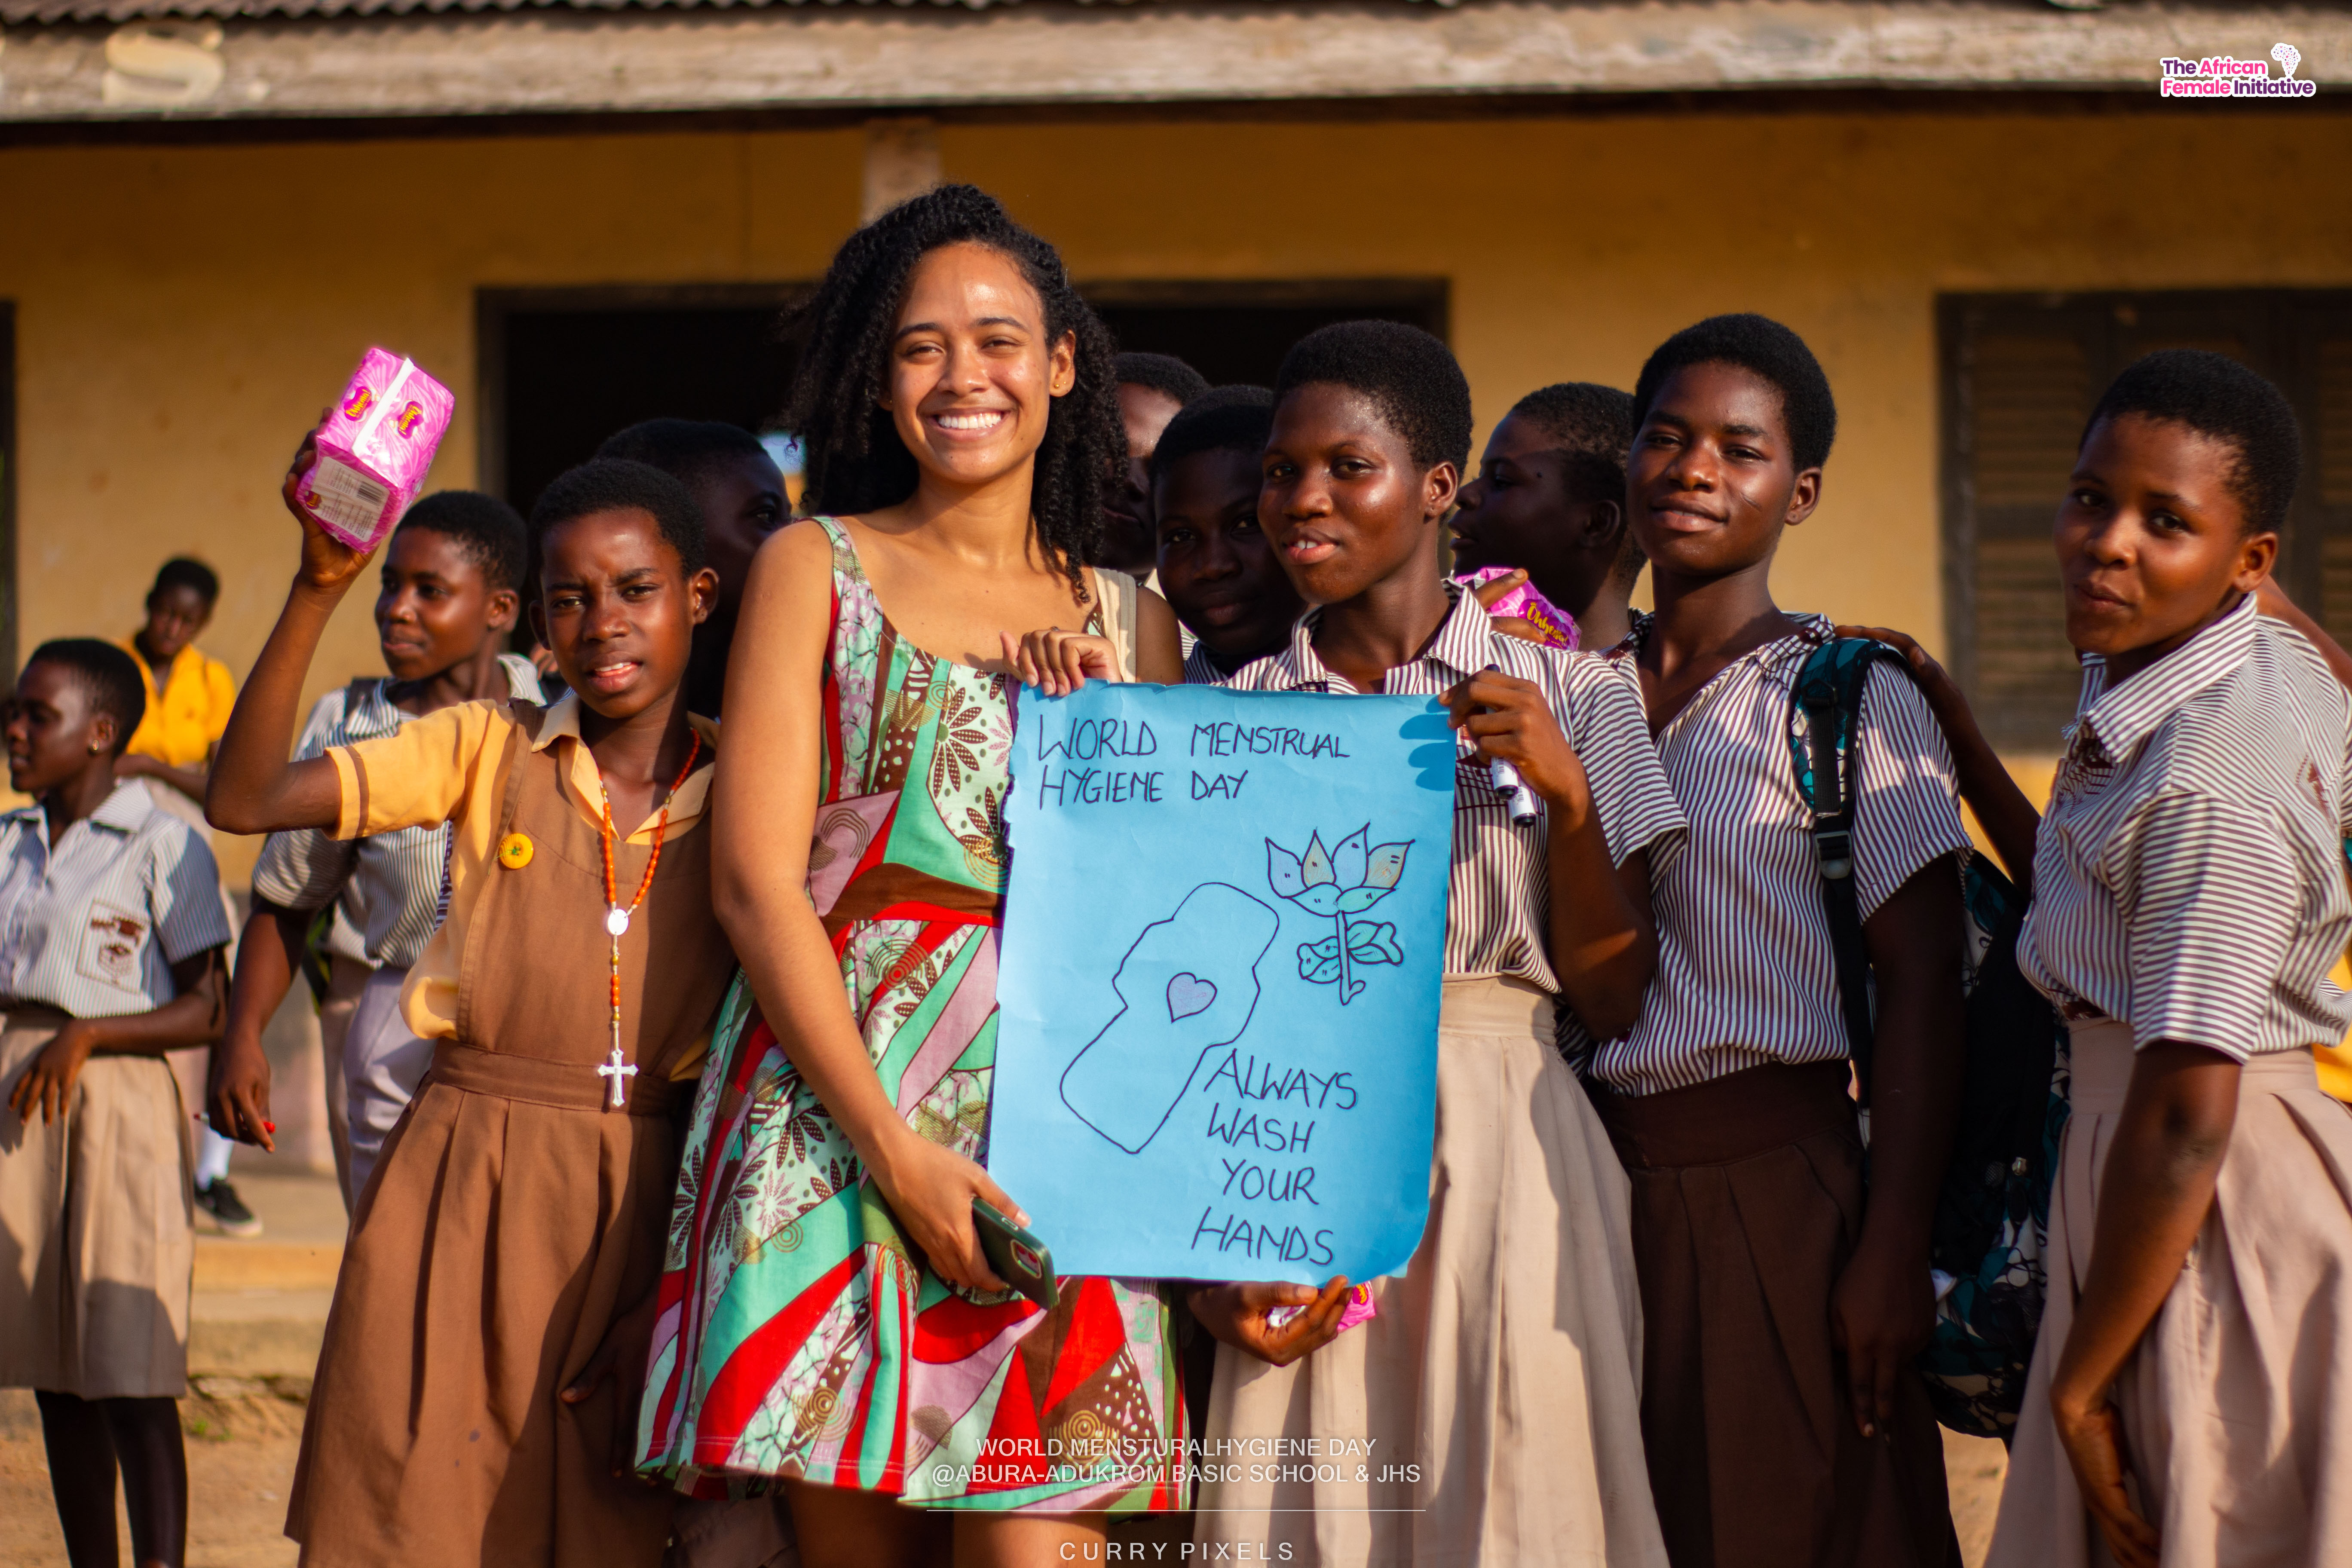 The African
Female Initiative
WORLD MENSTRUAL
HYGIENE DAY
ALWAYS
WASH
YOUR
HANDS
WORLD MENSTURALHYGIENE DAY
@ABURA-ADUKROM BASIC SCHOOL & JHS
CURRY PIXELS